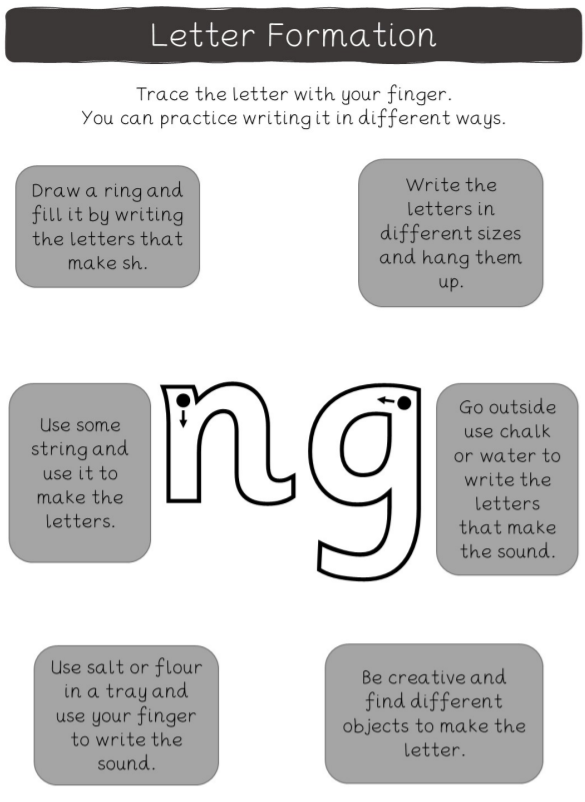 Letter Formation
Trace the letter with your finger.
You can practice writing it in different ways.
Draw a ring and
fill it by writing
the letters that
make sh.
Write the
letters in
different sizes
and hang them
up.
Use some
string and
use it to
make the
letters.
ng
Go outside
use chalk
or water to
write the
letters
that make
the sound.
Use salt or flour
in a tray and
use your finger
to write the
sound.
Be creative and
find different
objects to make the
letter.